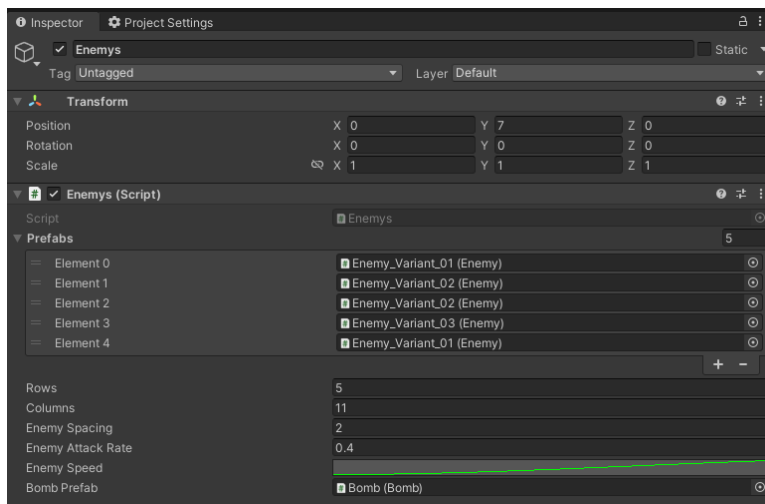 Inspector Project Settings
Enemys Static
Tag Untagged Layer Default
Transform
Position X 0 Y 7 Z 0
Rotation X 0 Y 0 Z 0
Scale X 1 Y 1 Z 1
# Enemys (Script)
Script Enemys
Prefabs 5
Element 0 Enemy_Variant_01 (Enemy)
Element 1 Enemy_Variant_02 (Enemy)
Element 2 Enemy_Variant_02 (Enemy)
Element 3 Enemy_Variant_03 (Enemy)
Element 4 Enemy_Variant_01 (Enemy)
+ −
Rows 5
Columns 11
Enemy Spacing 2
Enemy Attack Rate 0.4
Enemy Speed
Bomb Prefab Bomb (Bomb)